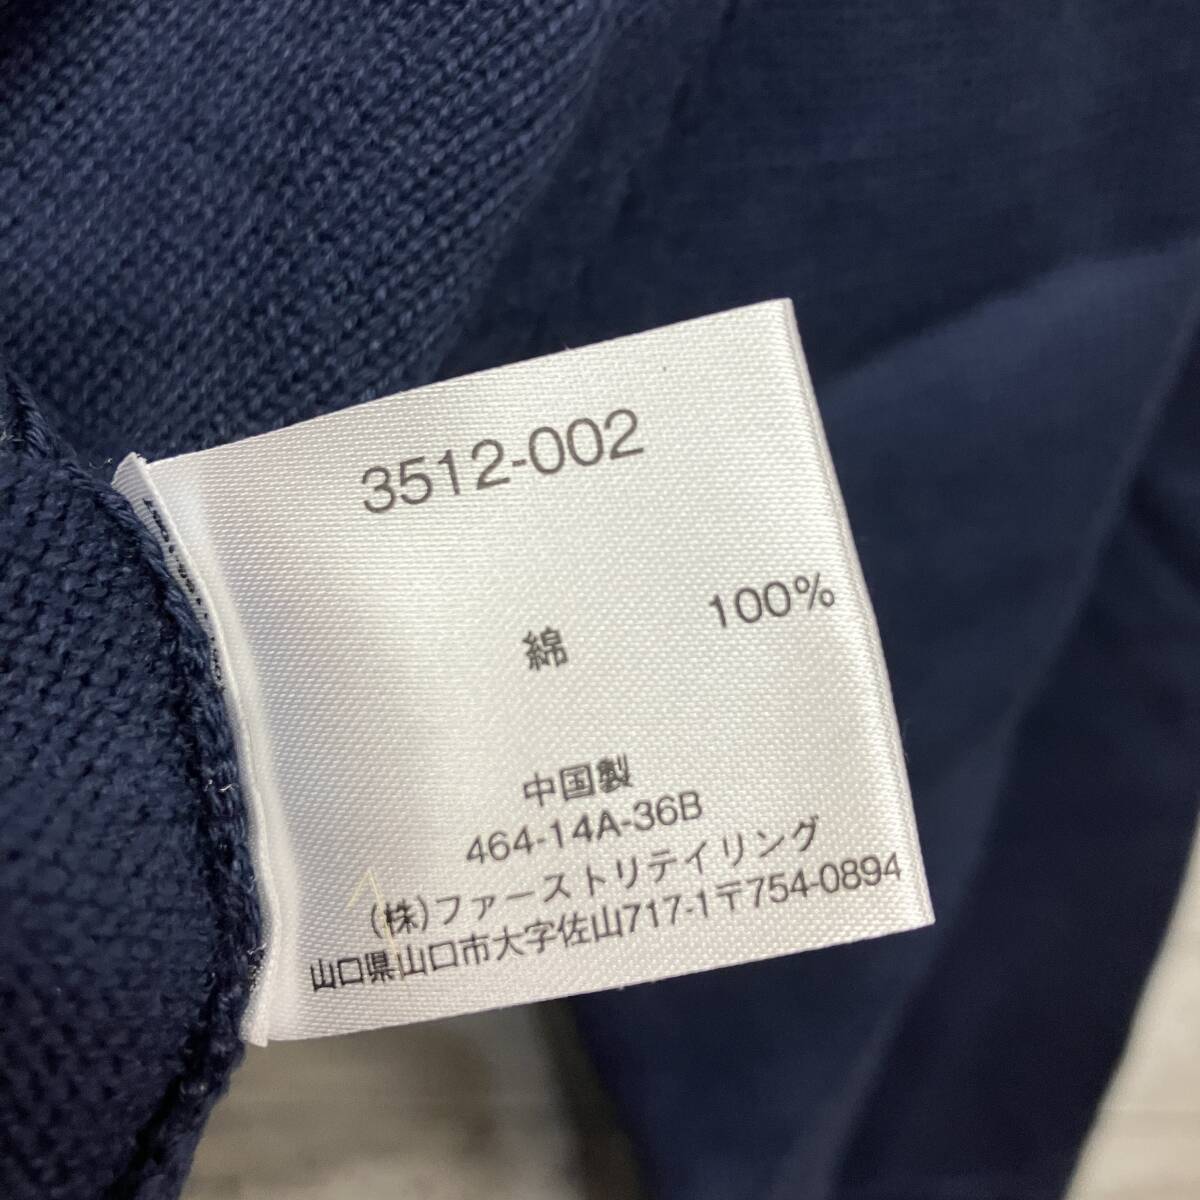 3512-002
綿 100%
中国製
464-14A-36B
(株)ファーストリテイリング
山口県山口市大字佐山717-1〒754-0894